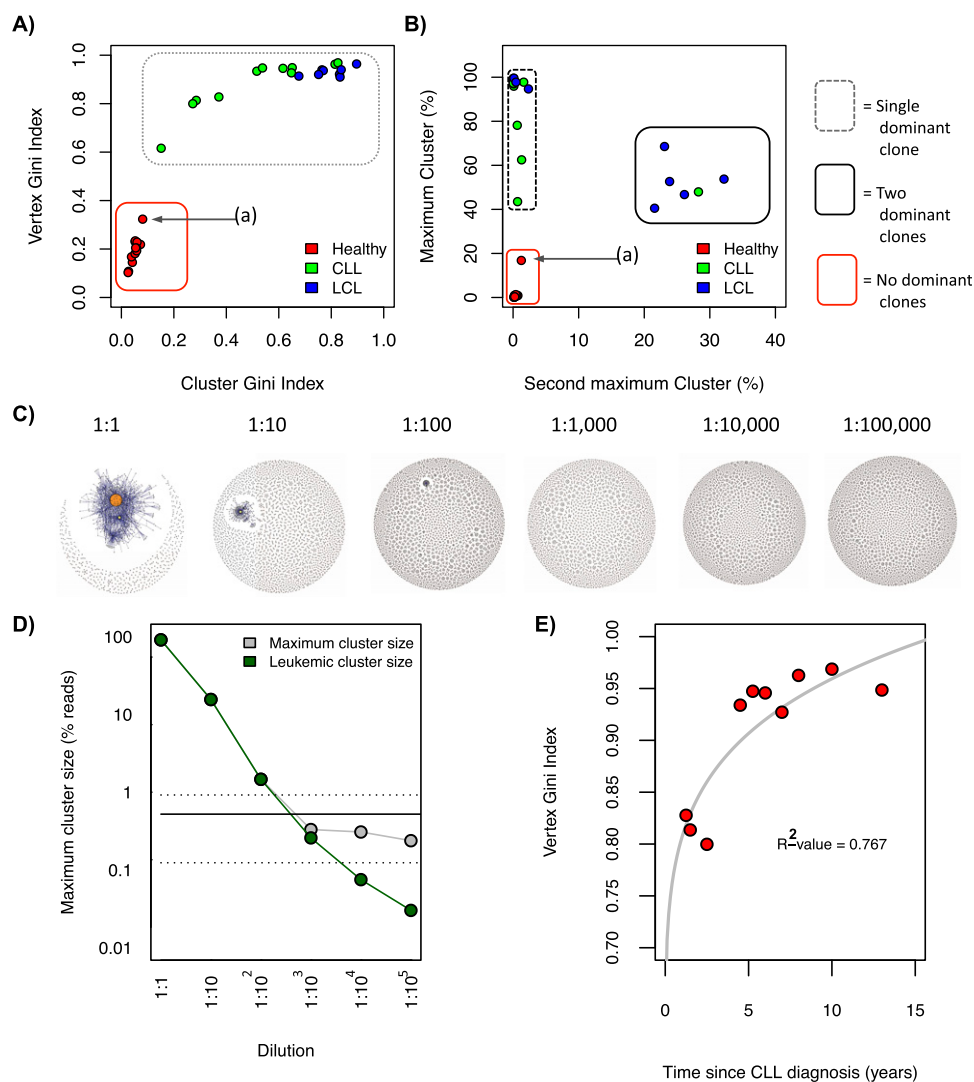 A)
Vertex Gini Index
1.0
0.8
0.6
0.4
0.2
0.0
(a)
Healthy
CLL
LCL
0.0 0.2 0.4 0.6 0.8 1.0
Cluster Gini Index
B)
Maximum Cluster (%)
100
80
60
40
20
0
(a)
Healthy
CLL
LCL
0 10 20 30 40
Second maximum Cluster (%)
= Single
dominant
clone
= Two
dominant
clones
= No dominant
clones
C)
1:1 1:10 1:100 1:1,000 1:10,000 1:100,000
D)
Maximum cluster size (% reads)
100
10
1
0.1
0.01
Maximum cluster size
Leukemic cluster size
1:1 1:10 1:10² 1:10³ 1:10⁴ 1:10⁵
Dilution
E)
Vertex Gini Index
1.00
0.95
0.90
0.85
0.80
0.75
0.70
R²-value = 0.767
0 5 10 15
Time since CLL diagnosis (years)